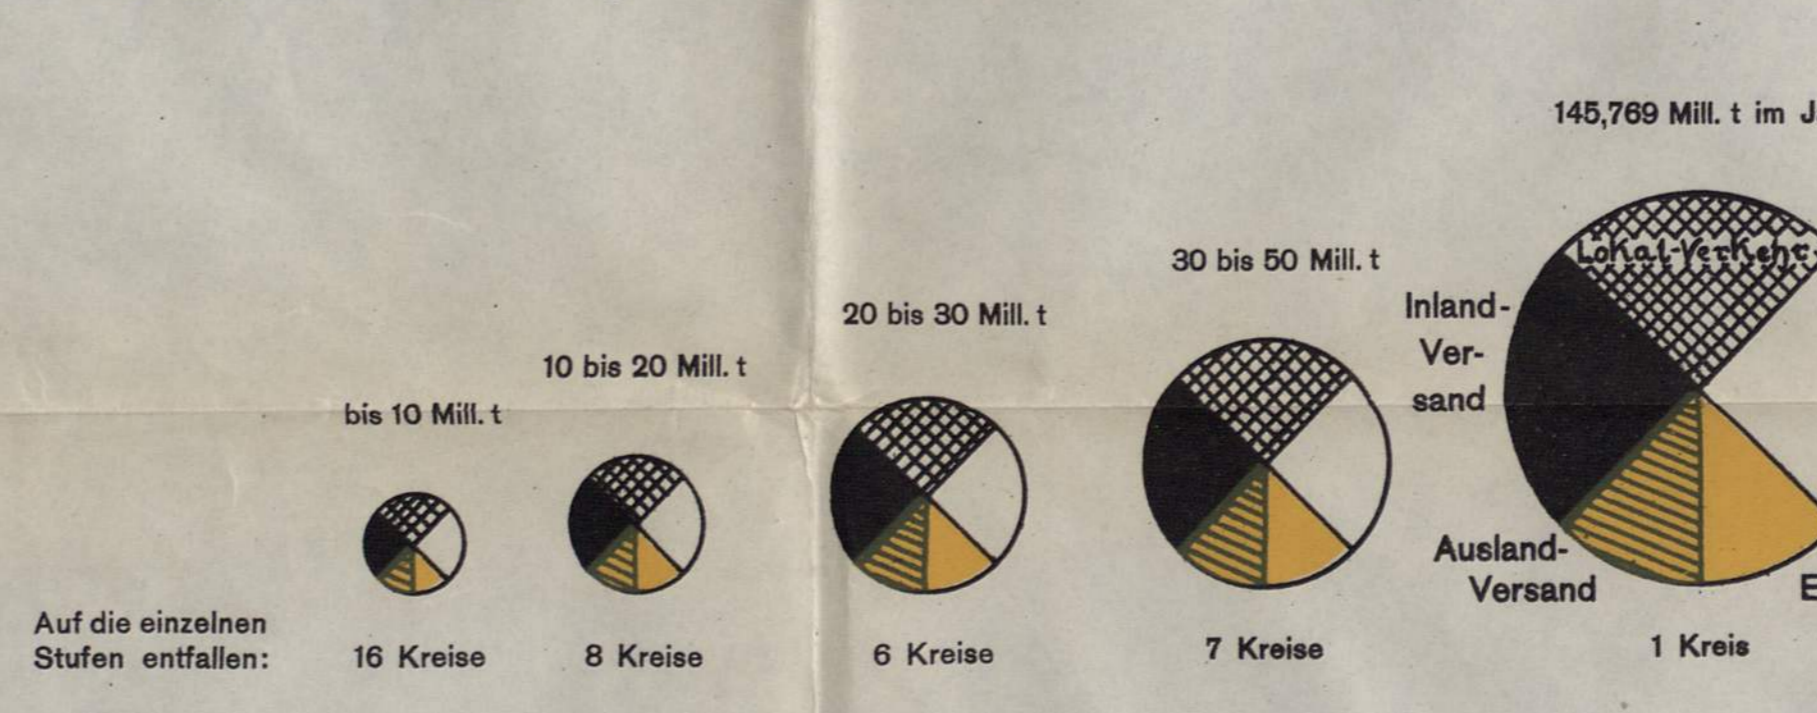 145,769 Mill. t im
30 bis 50 Mill. t
20 bis 30 Mill. t
10 bis 20 Mill. t
bis 10 Mill. t
Lokal-Verkehr
Inland-
Ver-
sand
Ausland-
Versand
Auf die einzelnen
Stufen entfallen:
16 Kreise
8 Kreise
6 Kreise
7 Kreise
1 Kreis